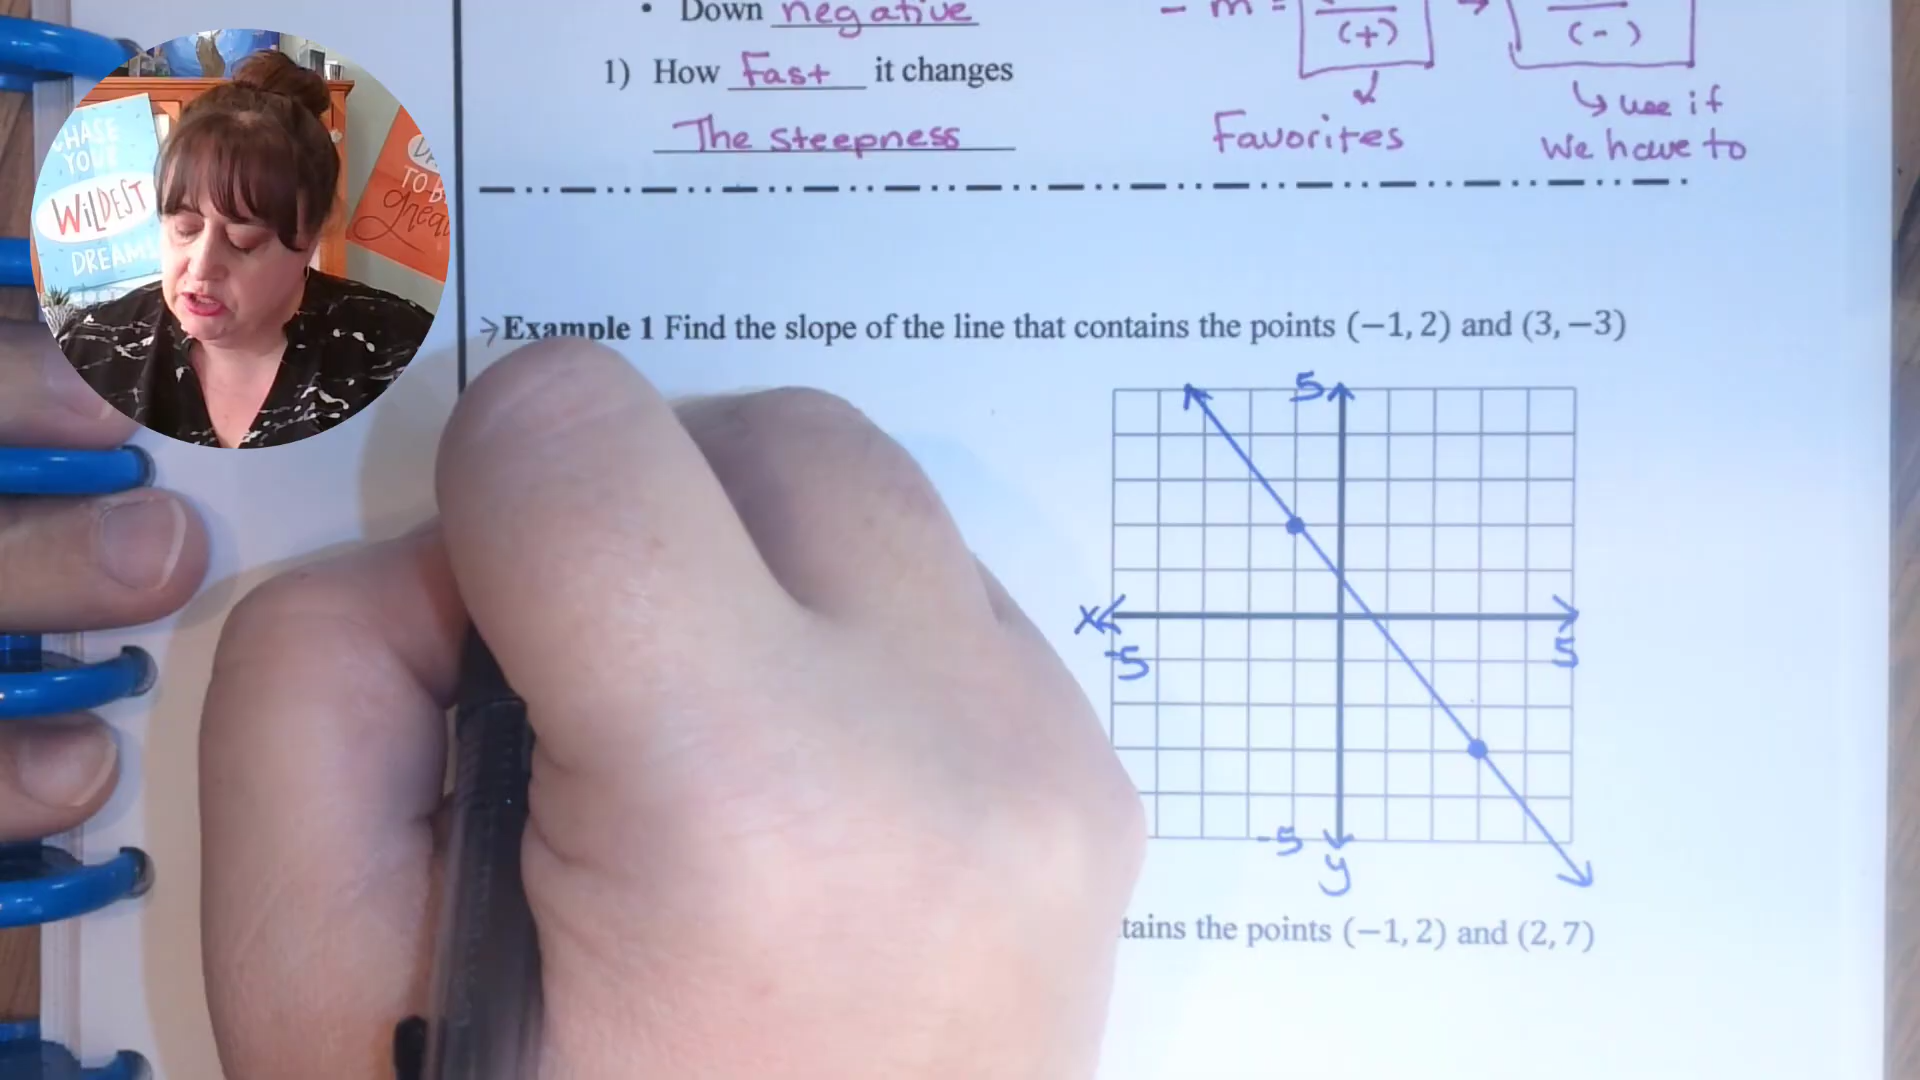 • Down negative
- m = (+) → (-)
1) How Fast it changes
The steepness
Favorites
↳ use if
we have to
CHASE
YOUR
WiLDEST
DREAMS
TO B
Great
→Example 1 Find the slope of the line that contains the points (−1, 2) and (3, −3)
5
x
-5
5
-5
y
tains the points (−1, 2) and (2, 7)